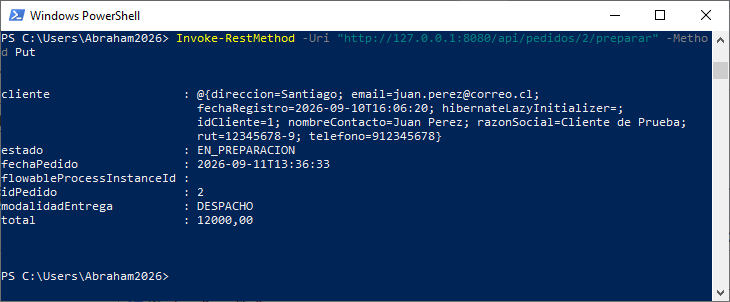 Windows PowerShell
PS C:\Users\Abraham2026> Invoke-RestMethod -Uri "http://127.0.0.1:8080/api/pedidos/2/preparar" -Metho
d Put
cliente : @{direccion=Santiago; email=juan.perez@correo.cl;
fechaRegistro=2026-09-10T16:06:20; hibernateLazyInitializer=;
idCliente=1; nombreContacto=Juan Perez; razonSocial=Cliente de Prueba;
rut=12345678-9; telefono=912345678}
estado : EN_PREPARACION
fechaPedido : 2026-09-11T13:36:33
flowableProcessInstanceId :
idPedido : 2
modalidadEntrega : DESPACHO
total : 12000,00
PS C:\Users\Abraham2026>